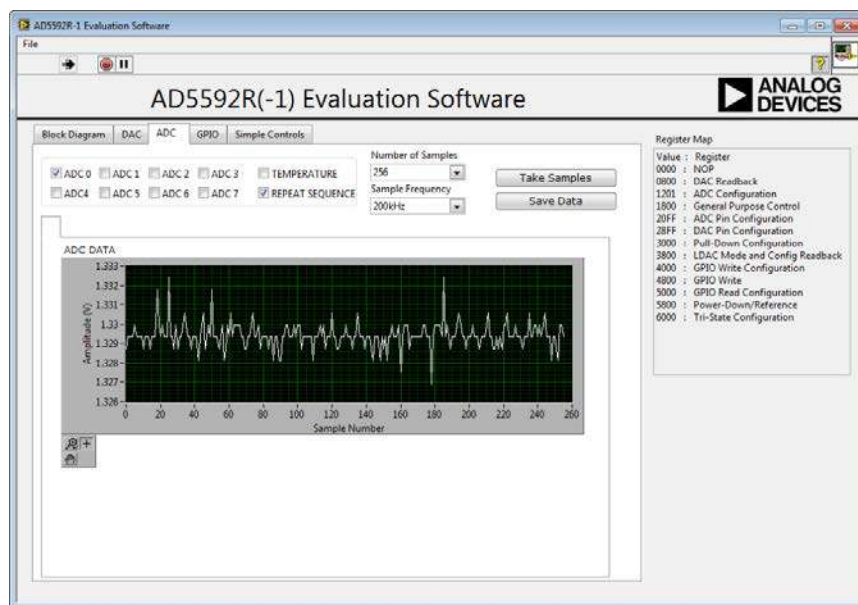 AD5592R-1 Evaluation Software
File
AD5592R(-1) Evaluation Software
ANALOG
DEVICES
Block Diagram DAC ADC GPIO Simple Controls
ADC 0 ADC 1 ADC 2 ADC 3 TEMPERATURE
ADC4 ADC 5 ADC 6 ADC 7 REPEAT SEQUENCE
Number of Samples
256
Sample Frequency
200kHz
Take Samples
Save Data
ADC DATA
Amplitude (V)
1.333
1.332
1.331
1.33
1.329
1.328
1.327
1.326
0 20 40 60 80 100 120 140 160 180 200 220 240 260
Sample Number
Register Map
Value : Register
0000 : NOP
0800 : DAC Readback
1201 : ADC Configuration
1800 : General Purpose Control
20FF : ADC Pin Configuration
28FF : DAC Pin Configuration
3000 : Pull-Down Configuration
3800 : LDAC Mode and Config Readback
4000 : GPIO Write Configuration
4800 : GPIO Write
5000 : GPIO Read Configuration
5800 : Power-Down/Reference
6000 : Tri-State Configuration